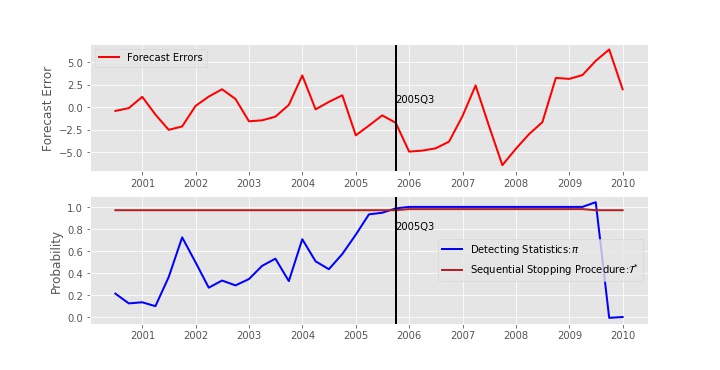 Forecast Error
5.0
2.5
0.0
−2.5
−5.0
Forecast Errors
2005Q3
2001 2002 2003 2004 2005 2006 2007 2008 2009 2010
Probability
1.0
0.8
0.6
0.4
0.2
0.0
2005Q3
Detecting Statistics:π
Sequential Stopping Procedure:𝒯*
2001 2002 2003 2004 2005 2006 2007 2008 2009 2010